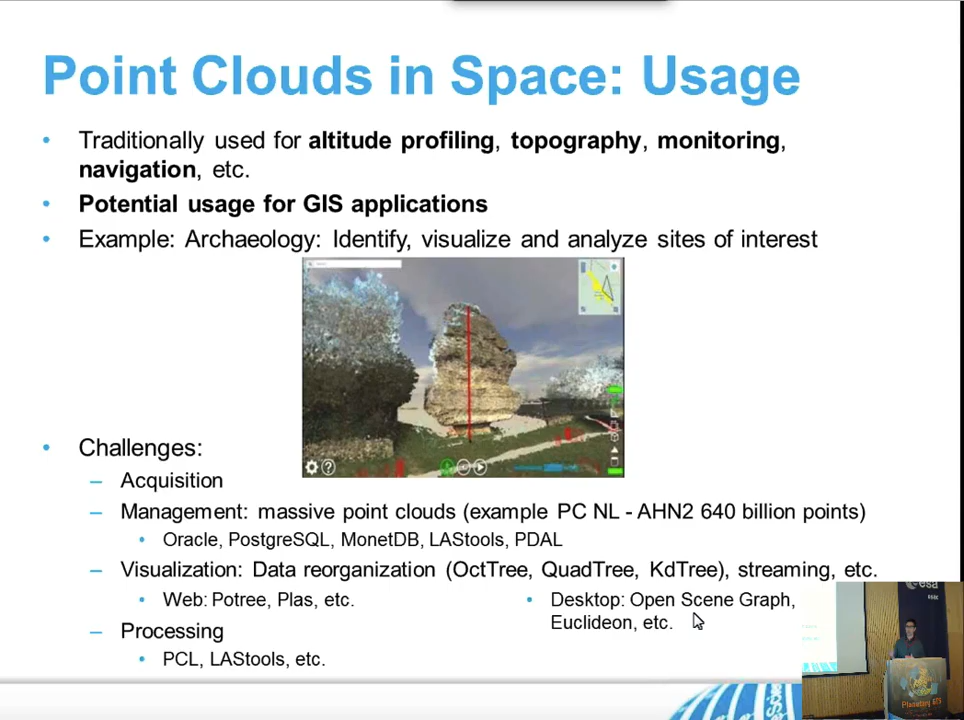 Point Clouds in Space: Usage
• Traditionally used for altitude profiling, topography, monitoring,
navigation, etc.
• Potential usage for GIS applications
• Example: Archaeology: Identify, visualize and analyze sites of interest
• Challenges:
– Acquisition
– Management: massive point clouds (example PC NL - AHN2 640 billion points)
• Oracle, PostgreSQL, MonetDB, LAStools, PDAL
– Visualization: Data reorganization (OctTree, QuadTree, KdTree), streaming, etc.
• Web: Potree, Plas, etc.
• Desktop: Open Scene Graph,
Euclideon, etc.
– Processing
• PCL, LAStools, etc.
esa
Planetary GIS